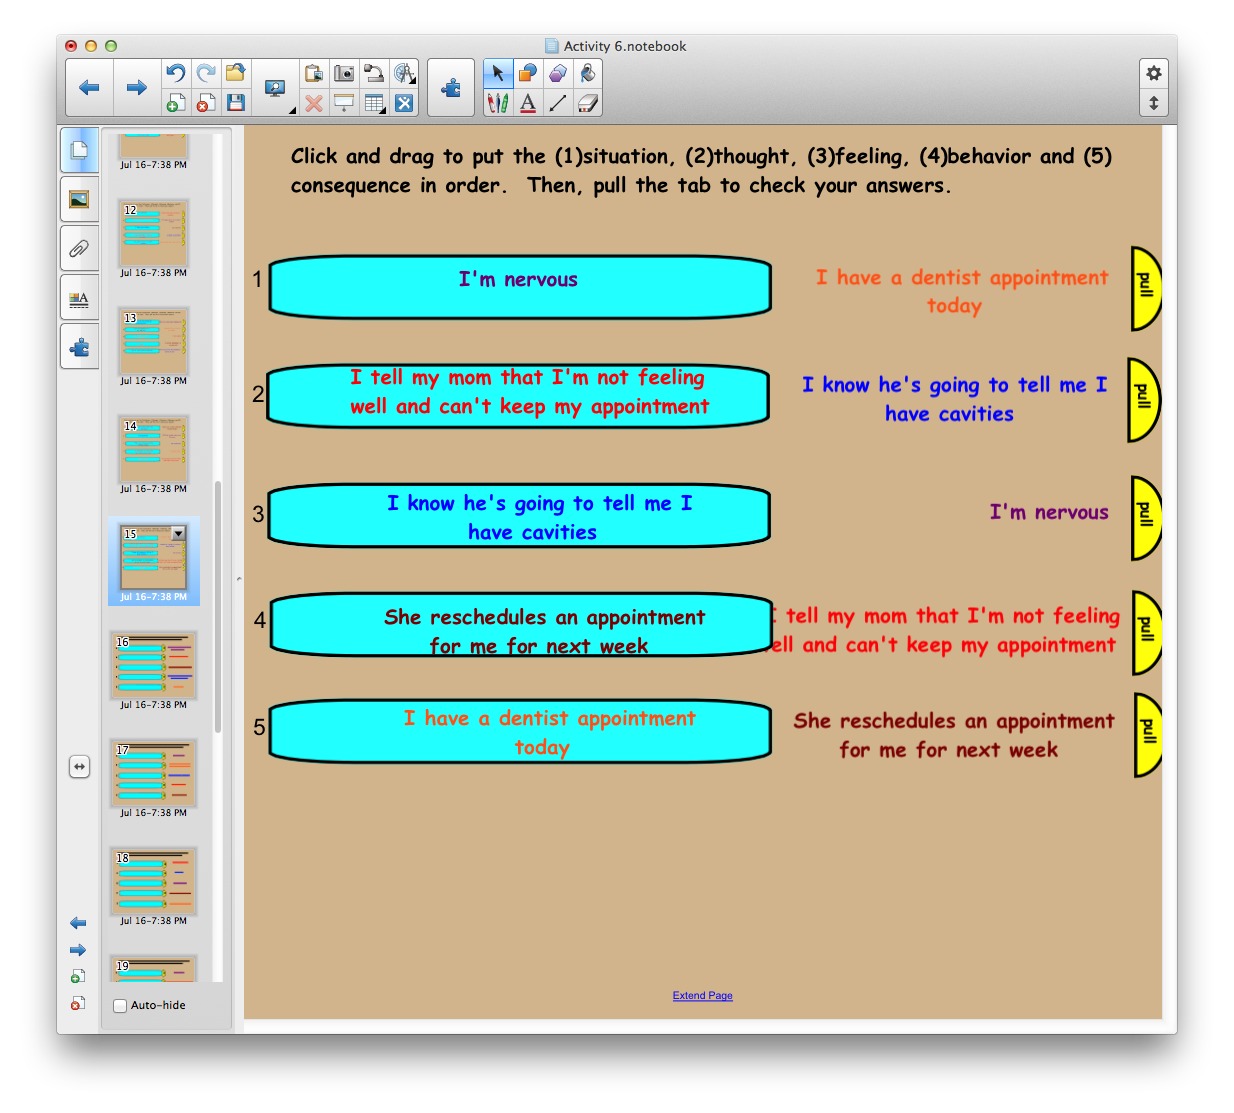 Activity 6.notebook
Jul 16-7:38 PM
12
Jul 16-7:38 PM
13
Jul 16-7:38 PM
14
Jul 16-7:38 PM
15
Jul 16-7:38 PM
16
Jul 16-7:38 PM
17
Jul 16-7:38 PM
18
Jul 16-7:38 PM
19
Auto-hide
Click and drag to put the (1)situation, (2)thought, (3)feeling, (4)behavior and (5)
consequence in order. Then, pull the tab to check your answers.
1
I'm nervous
I have a dentist appointment
today
pull
2
I tell my mom that I'm not feeling
well and can't keep my appointment
I know he's going to tell me I
have cavities
pull
3
I know he's going to tell me I
have cavities
I'm nervous
pull
4
She reschedules an appointment
for me for next week
I tell my mom that I'm not feeling
ell and can't keep my appointment
pull
5
I have a dentist appointment
today
She reschedules an appointment
for me for next week
pull
Extend Page